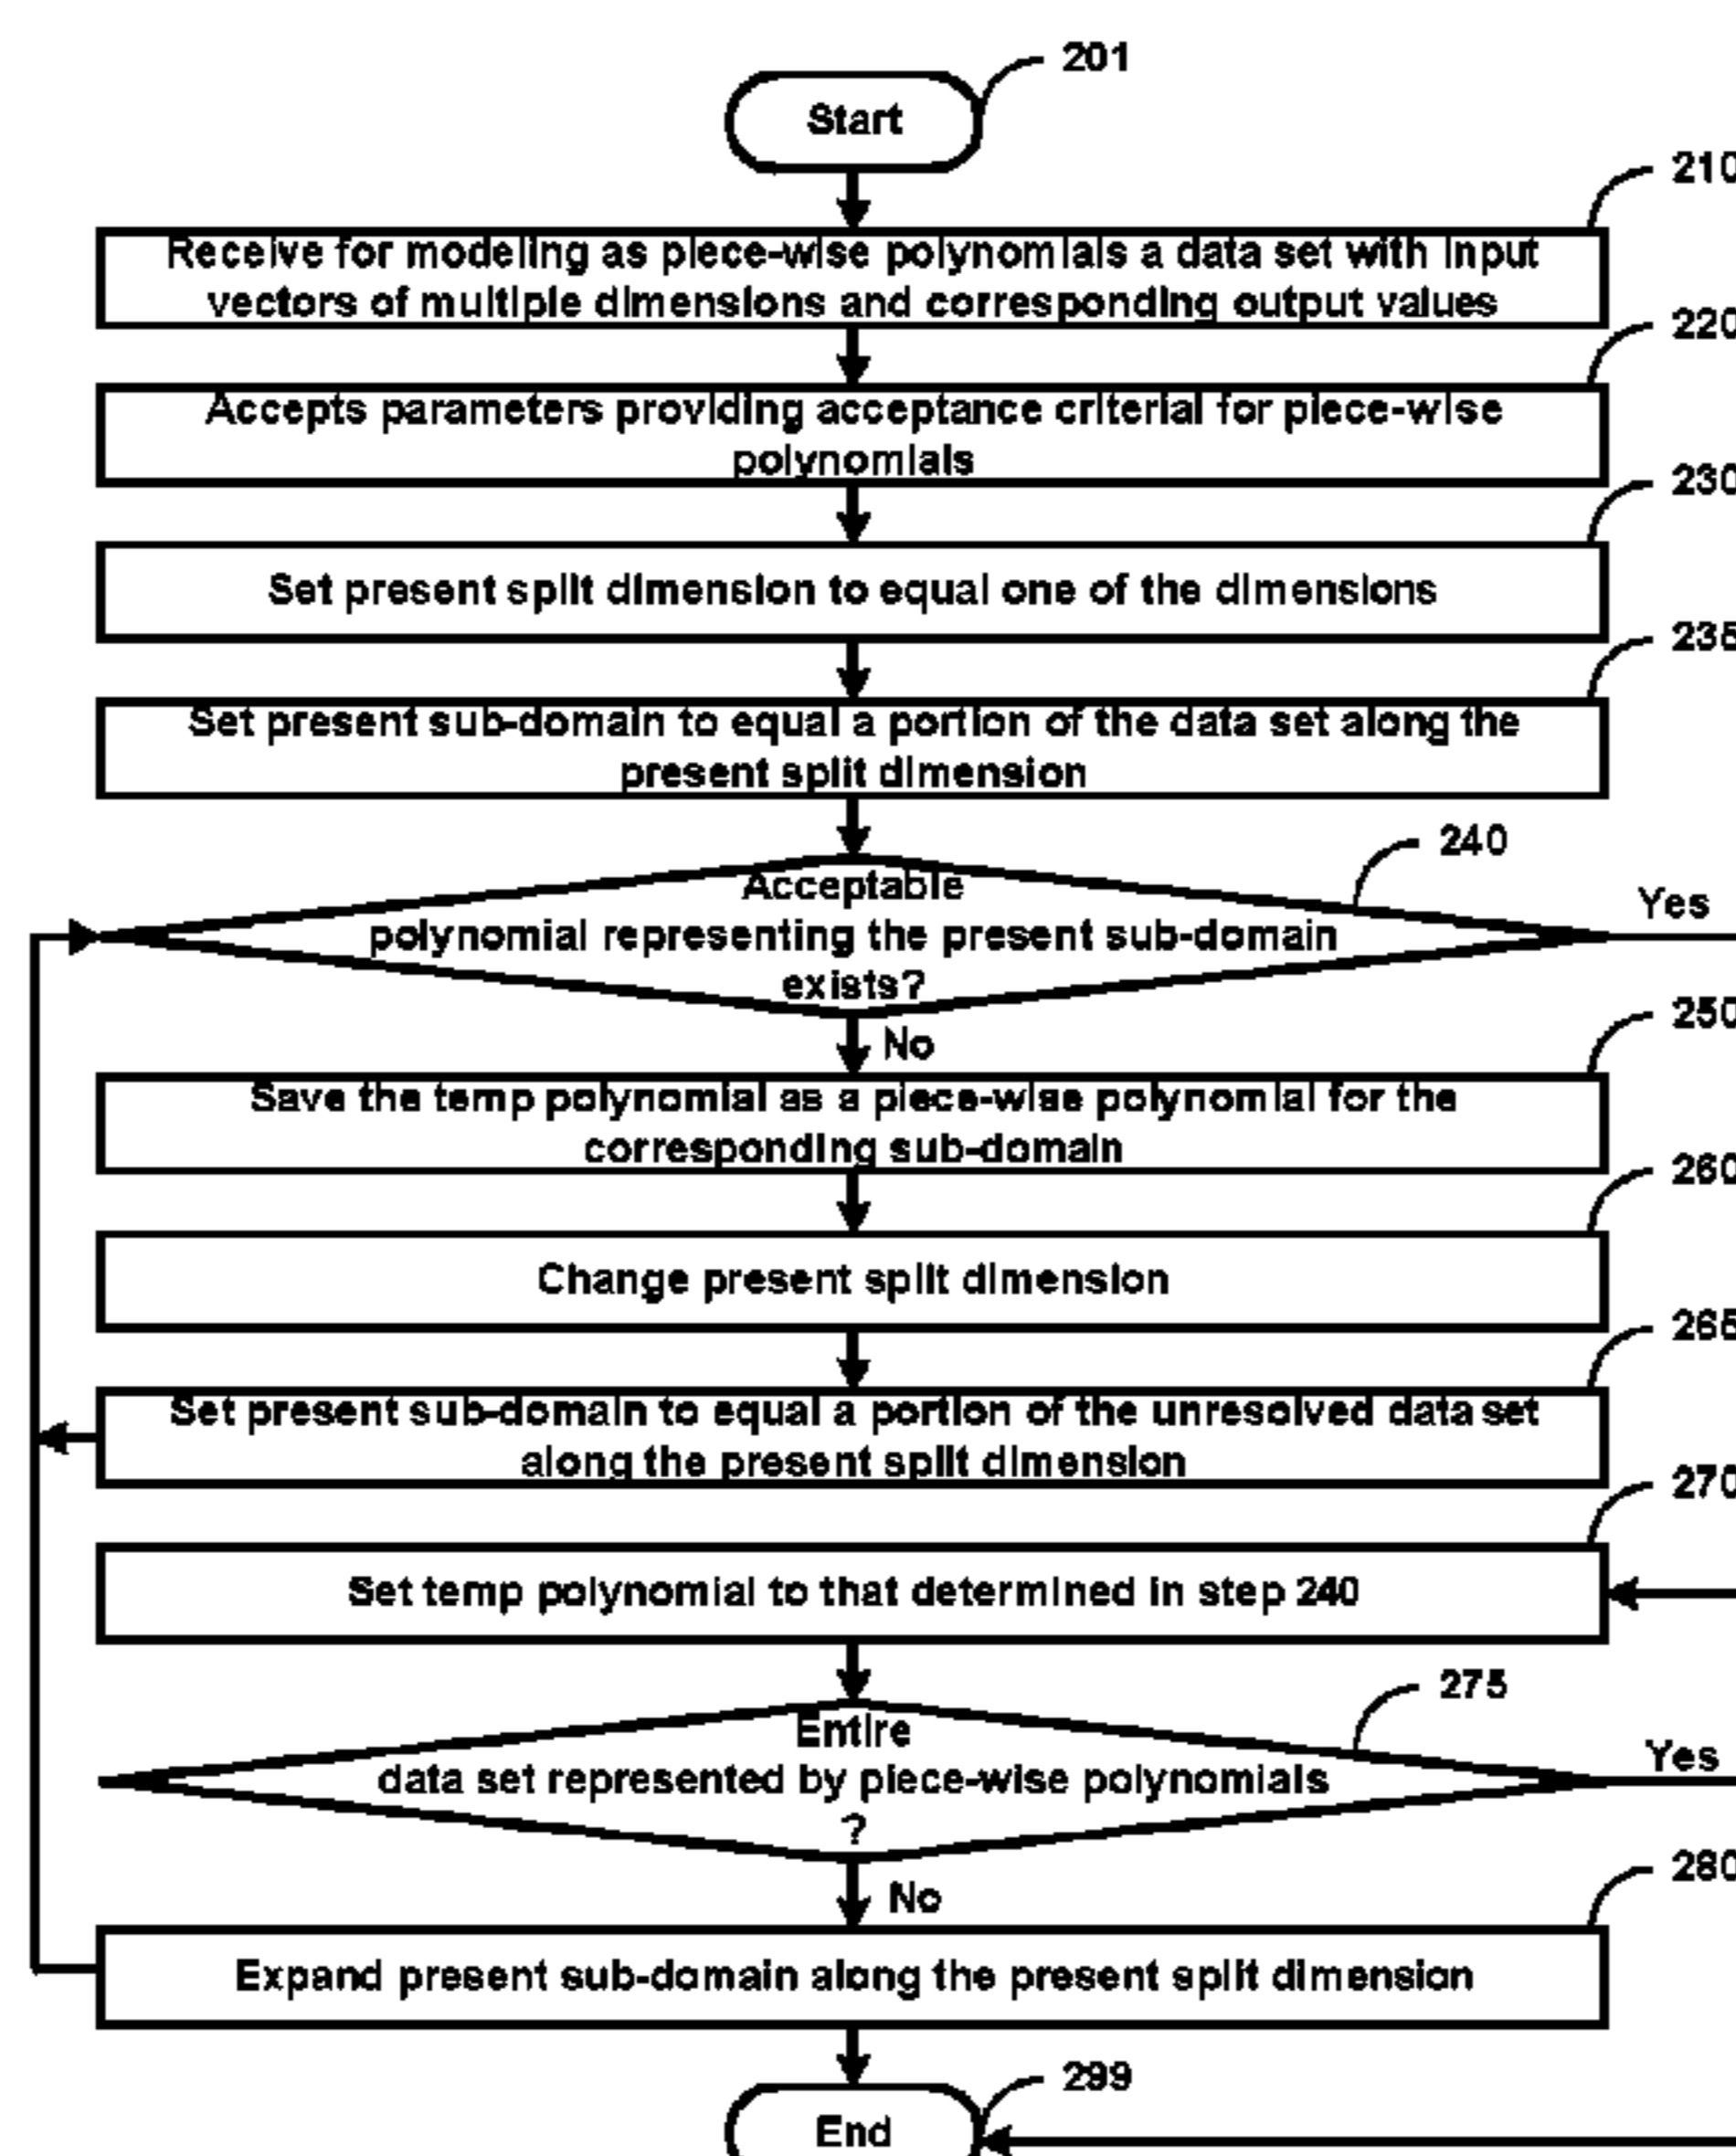 201
Start
210
Receive for modeling as piece-wise polynomials a data set with input
vectors of multiple dimensions and corresponding output values
220
Accepts parameters providing acceptance criterial for piece-wise
polynomials
230
Set present split dimension to equal one of the dimensions
235
Set present sub-domain to equal a portion of the data set along the
present split dimension
240
Acceptable
Yes
polynomial representing the present sub-domain
exists?
No
250
Save the temp polynomial as a piece-wise polynomial for the
corresponding sub-domain
260
Change present split dimension
265
Set present sub-domain to equal a portion of the unresolved data set
along the present split dimension
270
Set temp polynomial to that determined in step 240
275
Entire
Yes
data set represented by piece-wise polynomials
?
No
280
Expand present sub-domain along the present split dimension
299
End